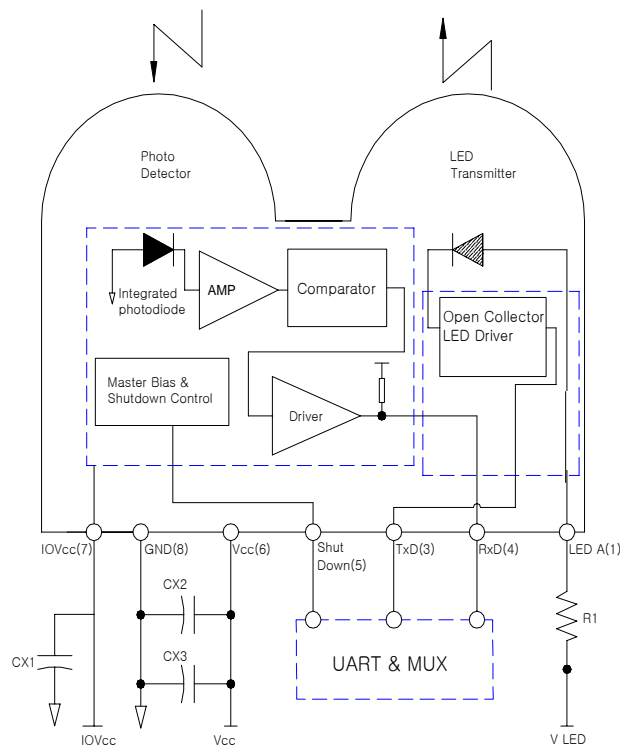 Photo
Detector
LED
Transmitter
Integrated
photodiode
AMP
Comparator
Open Collector
LED Driver
Master Bias &
Shutdown Control
Driver
IOVcc(7)
GND(8)
Vcc(6)
Shut
Down(5)
TxD(3)
RxD(4)
LED A(1)
CX2
CX3
CX1
R1
UART & MUX
IOVcc
Vcc
V LED